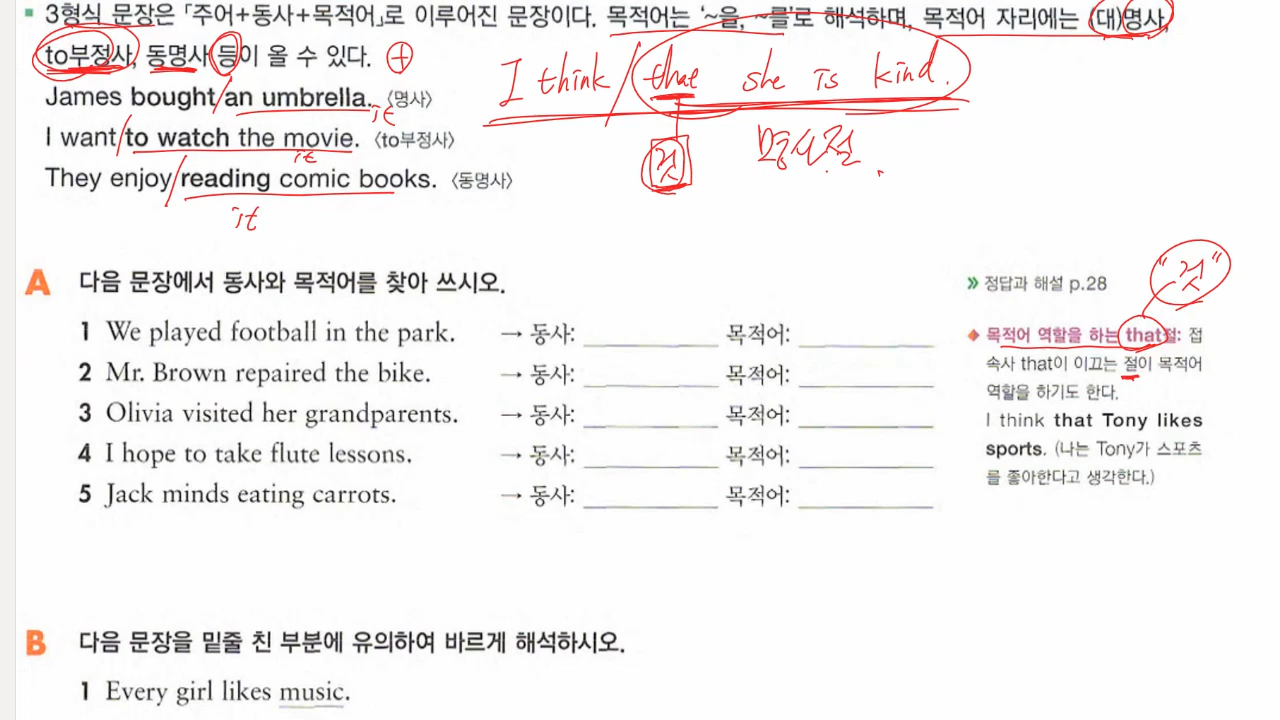 3형식 문장은 「주어+동사+목적어」로 이루어진 문장이다. 목적어는 '~을, ~를'로 해석하며, 목적어 자리에는 (대)명사,
to부정사, 동명사 등이 올 수 있다. +
I think / that she is kind.
James bought / an umbrella. 〈명사〉
it
I want / to watch the movie. 〈to부정사〉
it
것 명사절.
They enjoy / reading comic books. 〈동명사〉
it
A 다음 문장에서 동사와 목적어를 찾아 쓰시오.
1 We played football in the park. → 동사: 목적어:
2 Mr. Brown repaired the bike. → 동사: 목적어:
3 Olivia visited her grandparents. → 동사: 목적어:
4 I hope to take flute lessons. → 동사: 목적어:
5 Jack minds eating carrots. → 동사: 목적어:
"것"
» 정답과 해설 p.28
목적어 역할을 하는 that절: 접
속사 that이 이끄는 절이 목적어
역할을 하기도 한다.
I think that Tony likes
sports. (나는 Tony가 스포츠
를 좋아한다고 생각한다.)
B 다음 문장을 밑줄 친 부분에 유의하여 바르게 해석하시오.
1 Every girl likes music.